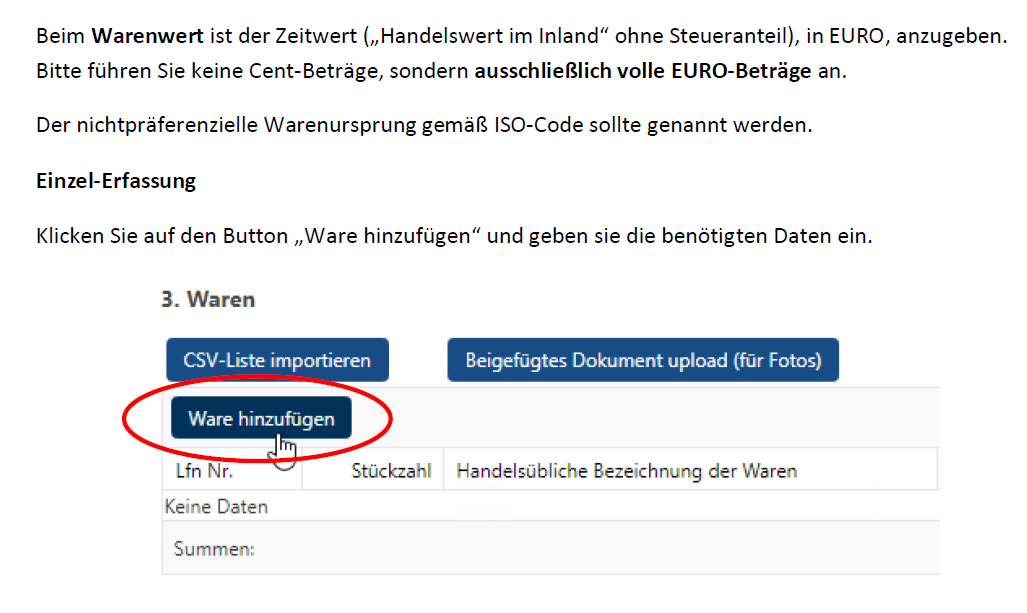 Beim Warenwert ist der Zeitwert („Handelswert im Inland“ ohne Steueranteil), in EURO, anzugeben.
Bitte führen Sie keine Cent-Beträge, sondern ausschließlich volle EURO-Beträge an.
Der nichtpräferenzielle Warenursprung gemäß ISO-Code sollte genannt werden.
Einzel-Erfassung
Klicken Sie auf den Button „Ware hinzufügen“ und geben sie die benötigten Daten ein.
3. Waren
CSV-Liste importieren Beigefügtes Dokument upload (für Fotos)
Ware hinzufügen
Lfn Nr. Stückzahl Handelsübliche Bezeichnung der Waren
Keine Daten
Summen: